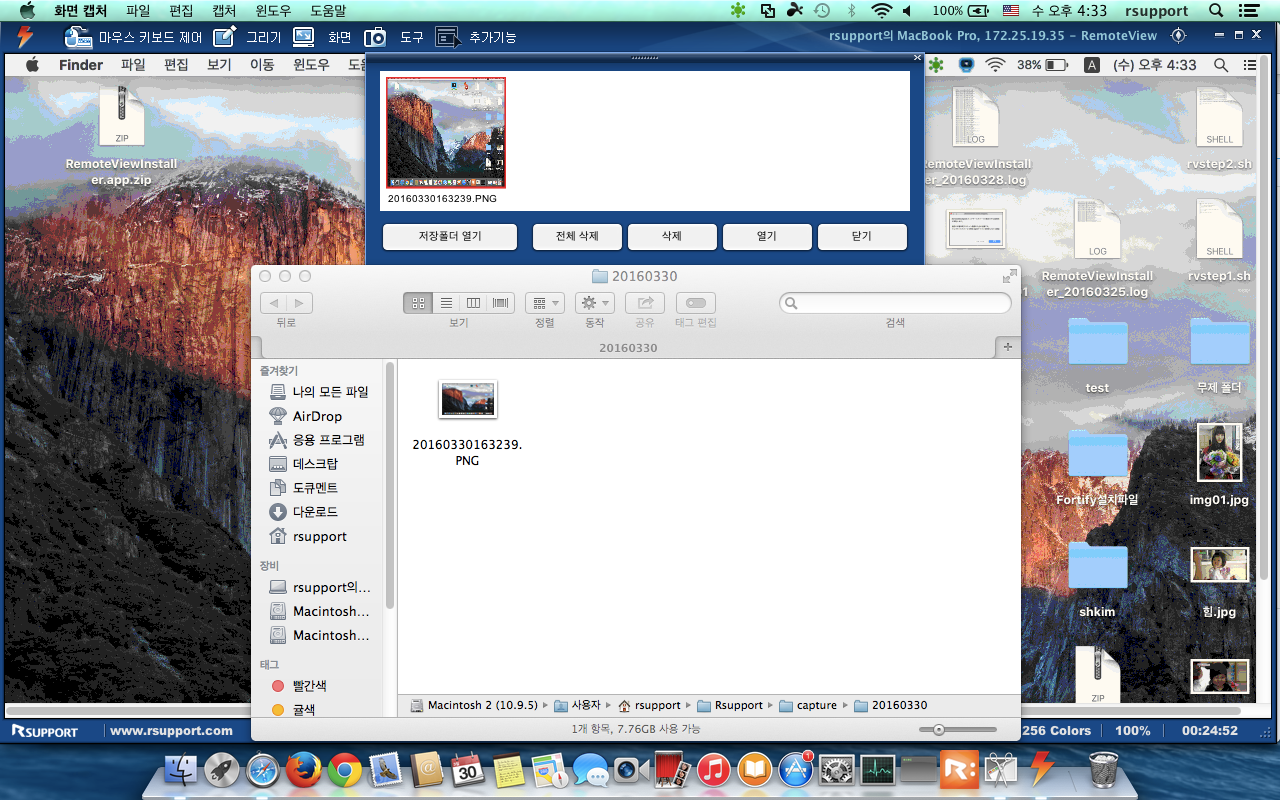 화면 캡처 파일 편집 캡처 윈도우 도움말 100% 수 오후 4:33 rsupport
마우스 키보드 제어 그리기 화면 도구 추가기능 rsupport의 MacBook Pro, 172.25.19.35 - RemoteView
Finder 파일 편집 보기 이동 윈도우 38% A (수) 오후 4:33
ZIP
RemoteViewInstall
er.app.zip
20160330163239.PNG
저장폴더 열기 전체 삭제 삭제 열기 닫기
LOG
emoteViewInstall
er_20160328.log
SHELL
rvstep2.sh
LOG
RemoteViewInstall
er_20160325.log
SHELL
rvstep1.sh
test
무제 폴더
Fortify설치파일
img01.jpg
shkim
힘.jpg
ZIP
20160330
뒤로 보기 정렬 동작 공유 태그 편집 검색
20160330
즐겨찾기
나의 모든 파일
AirDrop
응용 프로그램
데스크탑
도큐멘트
다운로드
rsupport
장비
rsupport의...
Macintosh...
Macintosh...
태그
빨간색
귤색
20160330163239.
PNG
Macintosh 2 (10.9.5) 사용자 rsupport Rsupport capture 20160330
1개 항목, 7.76GB 사용 가능
RSUPPORT www.rsupport.com 256 Colors 100% 00:24:52
30
1
R: